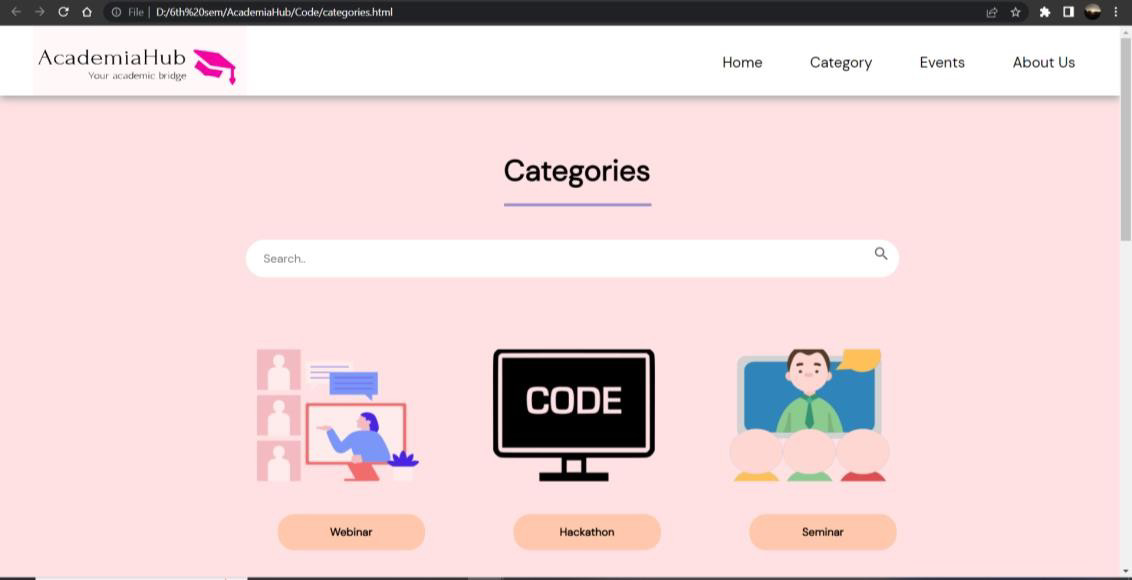 File | D:/6th%20sem/AcademiaHub/Code/categories.html
AcademiaHub
Your academic bridge
Home Category Events About Us
Categories
Search..
CODE
Webinar Hackathon Seminar